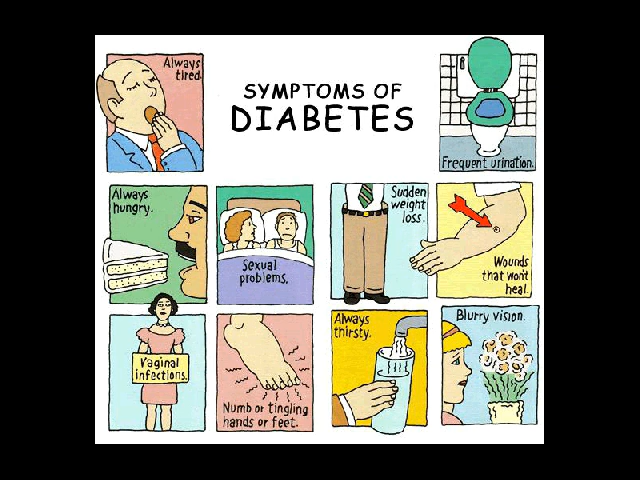 Always
tired.
SYMPTOMS OF
DIABETES
Frequent urination.
Always
hungry.
Sexual
problems.
Sudden
weight
loss.
Wounds
that won't
heal.
Vaginal
infections.
Numb or tingling
hands or feet.
Always
thirsty.
Blurry vision.